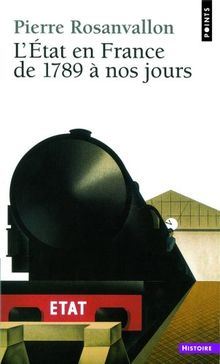 Pierre Rosanvallon
L'État en France
de 1789 à nos jours
POINTS
ETAT
HISTOIRE